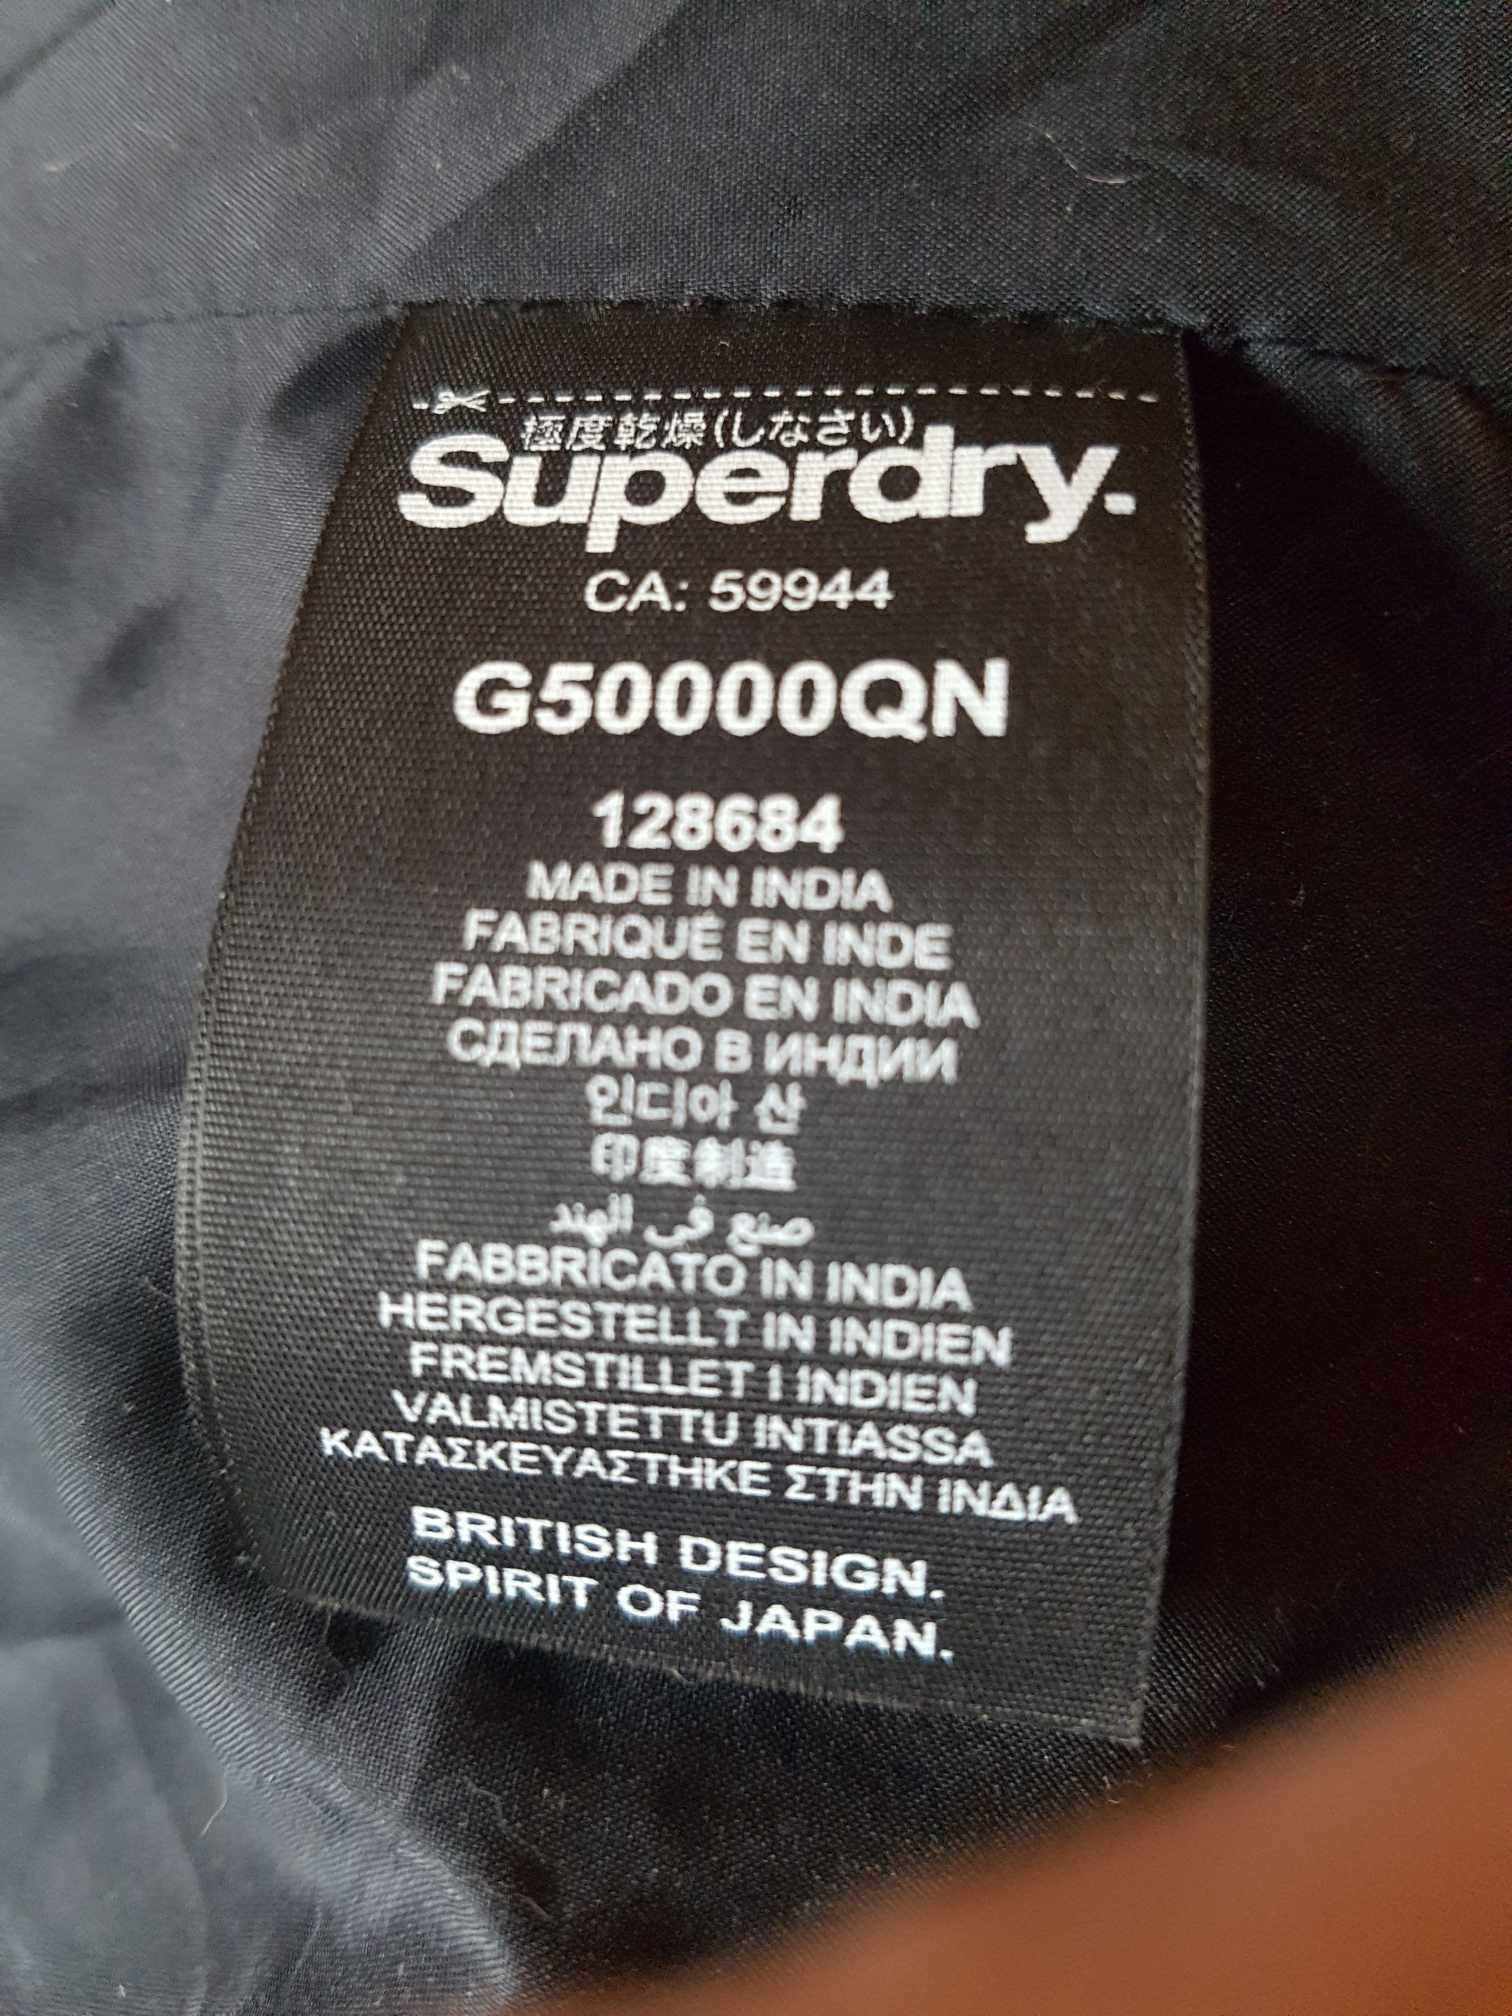 極度乾燥(しなさい)
Superdry.
CA: 59944
G50000QN
128684
MADE IN INDIA
FABRIQUÉ EN INDE
FABRICADO EN INDIA
СДЕЛАНО В ИНДИИ
인디아 산
印度制造
صنع في الهند
FABBRICATO IN INDIA
HERGESTELLT IN INDIEN
FREMSTILLET I INDIEN
VALMISTETTU INTIASSA
ΚΑΤΑΣΚΕΥΑΣΤΗΚΕ ΣΤΗΝ ΙΝΔΙΑ
BRITISH DESIGN.
SPIRIT OF JAPAN.